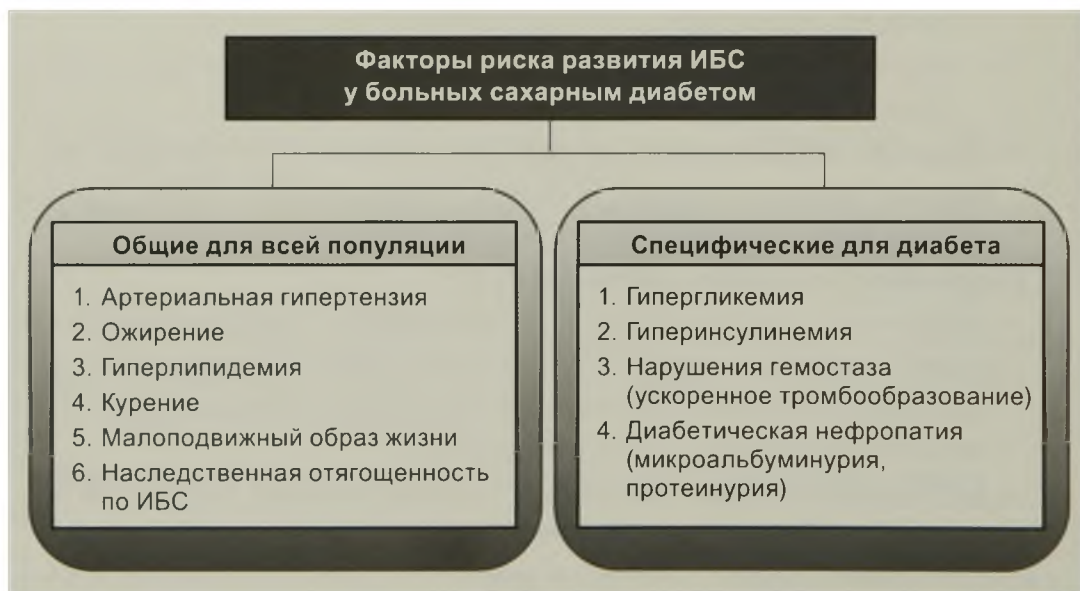 Факторы риска развития ИБС
у больных сахарным диабетом
Общие для всей популяции
1. Артериальная гипертензия
2. Ожирение
3. Гиперлипидемия
4. Курение
5. Малоподвижный образ жизни
6. Наследственная отягощенность
по ИБС
Специфические для диабета
1. Гипергликемия
2. Гиперинсулинемия
3. Нарушения гемостаза
(ускоренное тромбообразование)
4. Диабетическая нефропатия
(микроальбуминурия,
протеинурия)